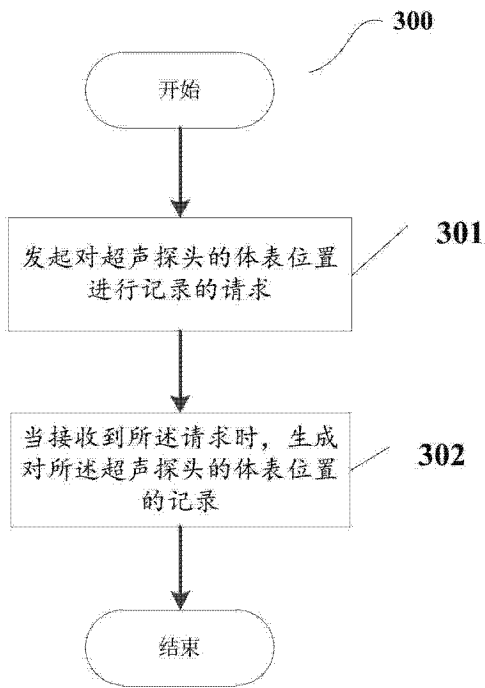 300
开始
发起对超声探头的体表位置
进行记录的请求
301
当接收到所述请求时，生成
对所述超声探头的体表位置
的记录
302
结束